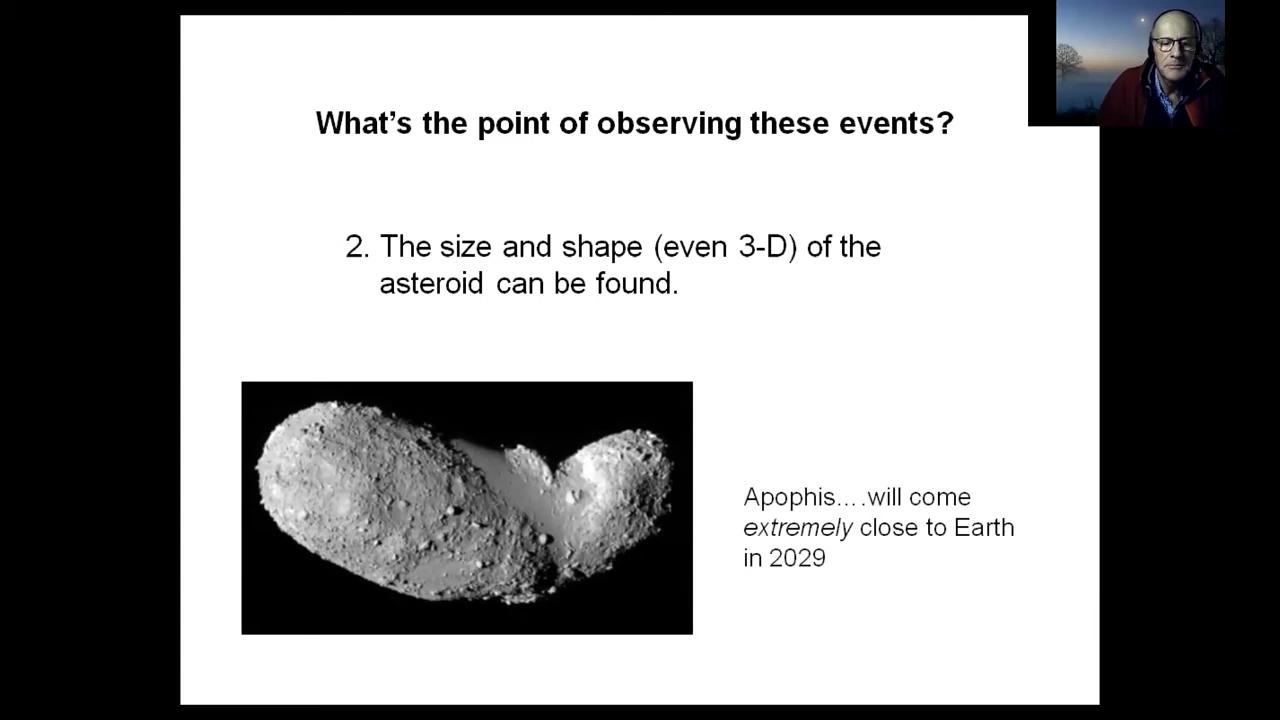 What's the point of observing these events?
2. The size and shape (even 3-D) of the
asteroid can be found.
Apophis....will come
extremely close to Earth
in 2029